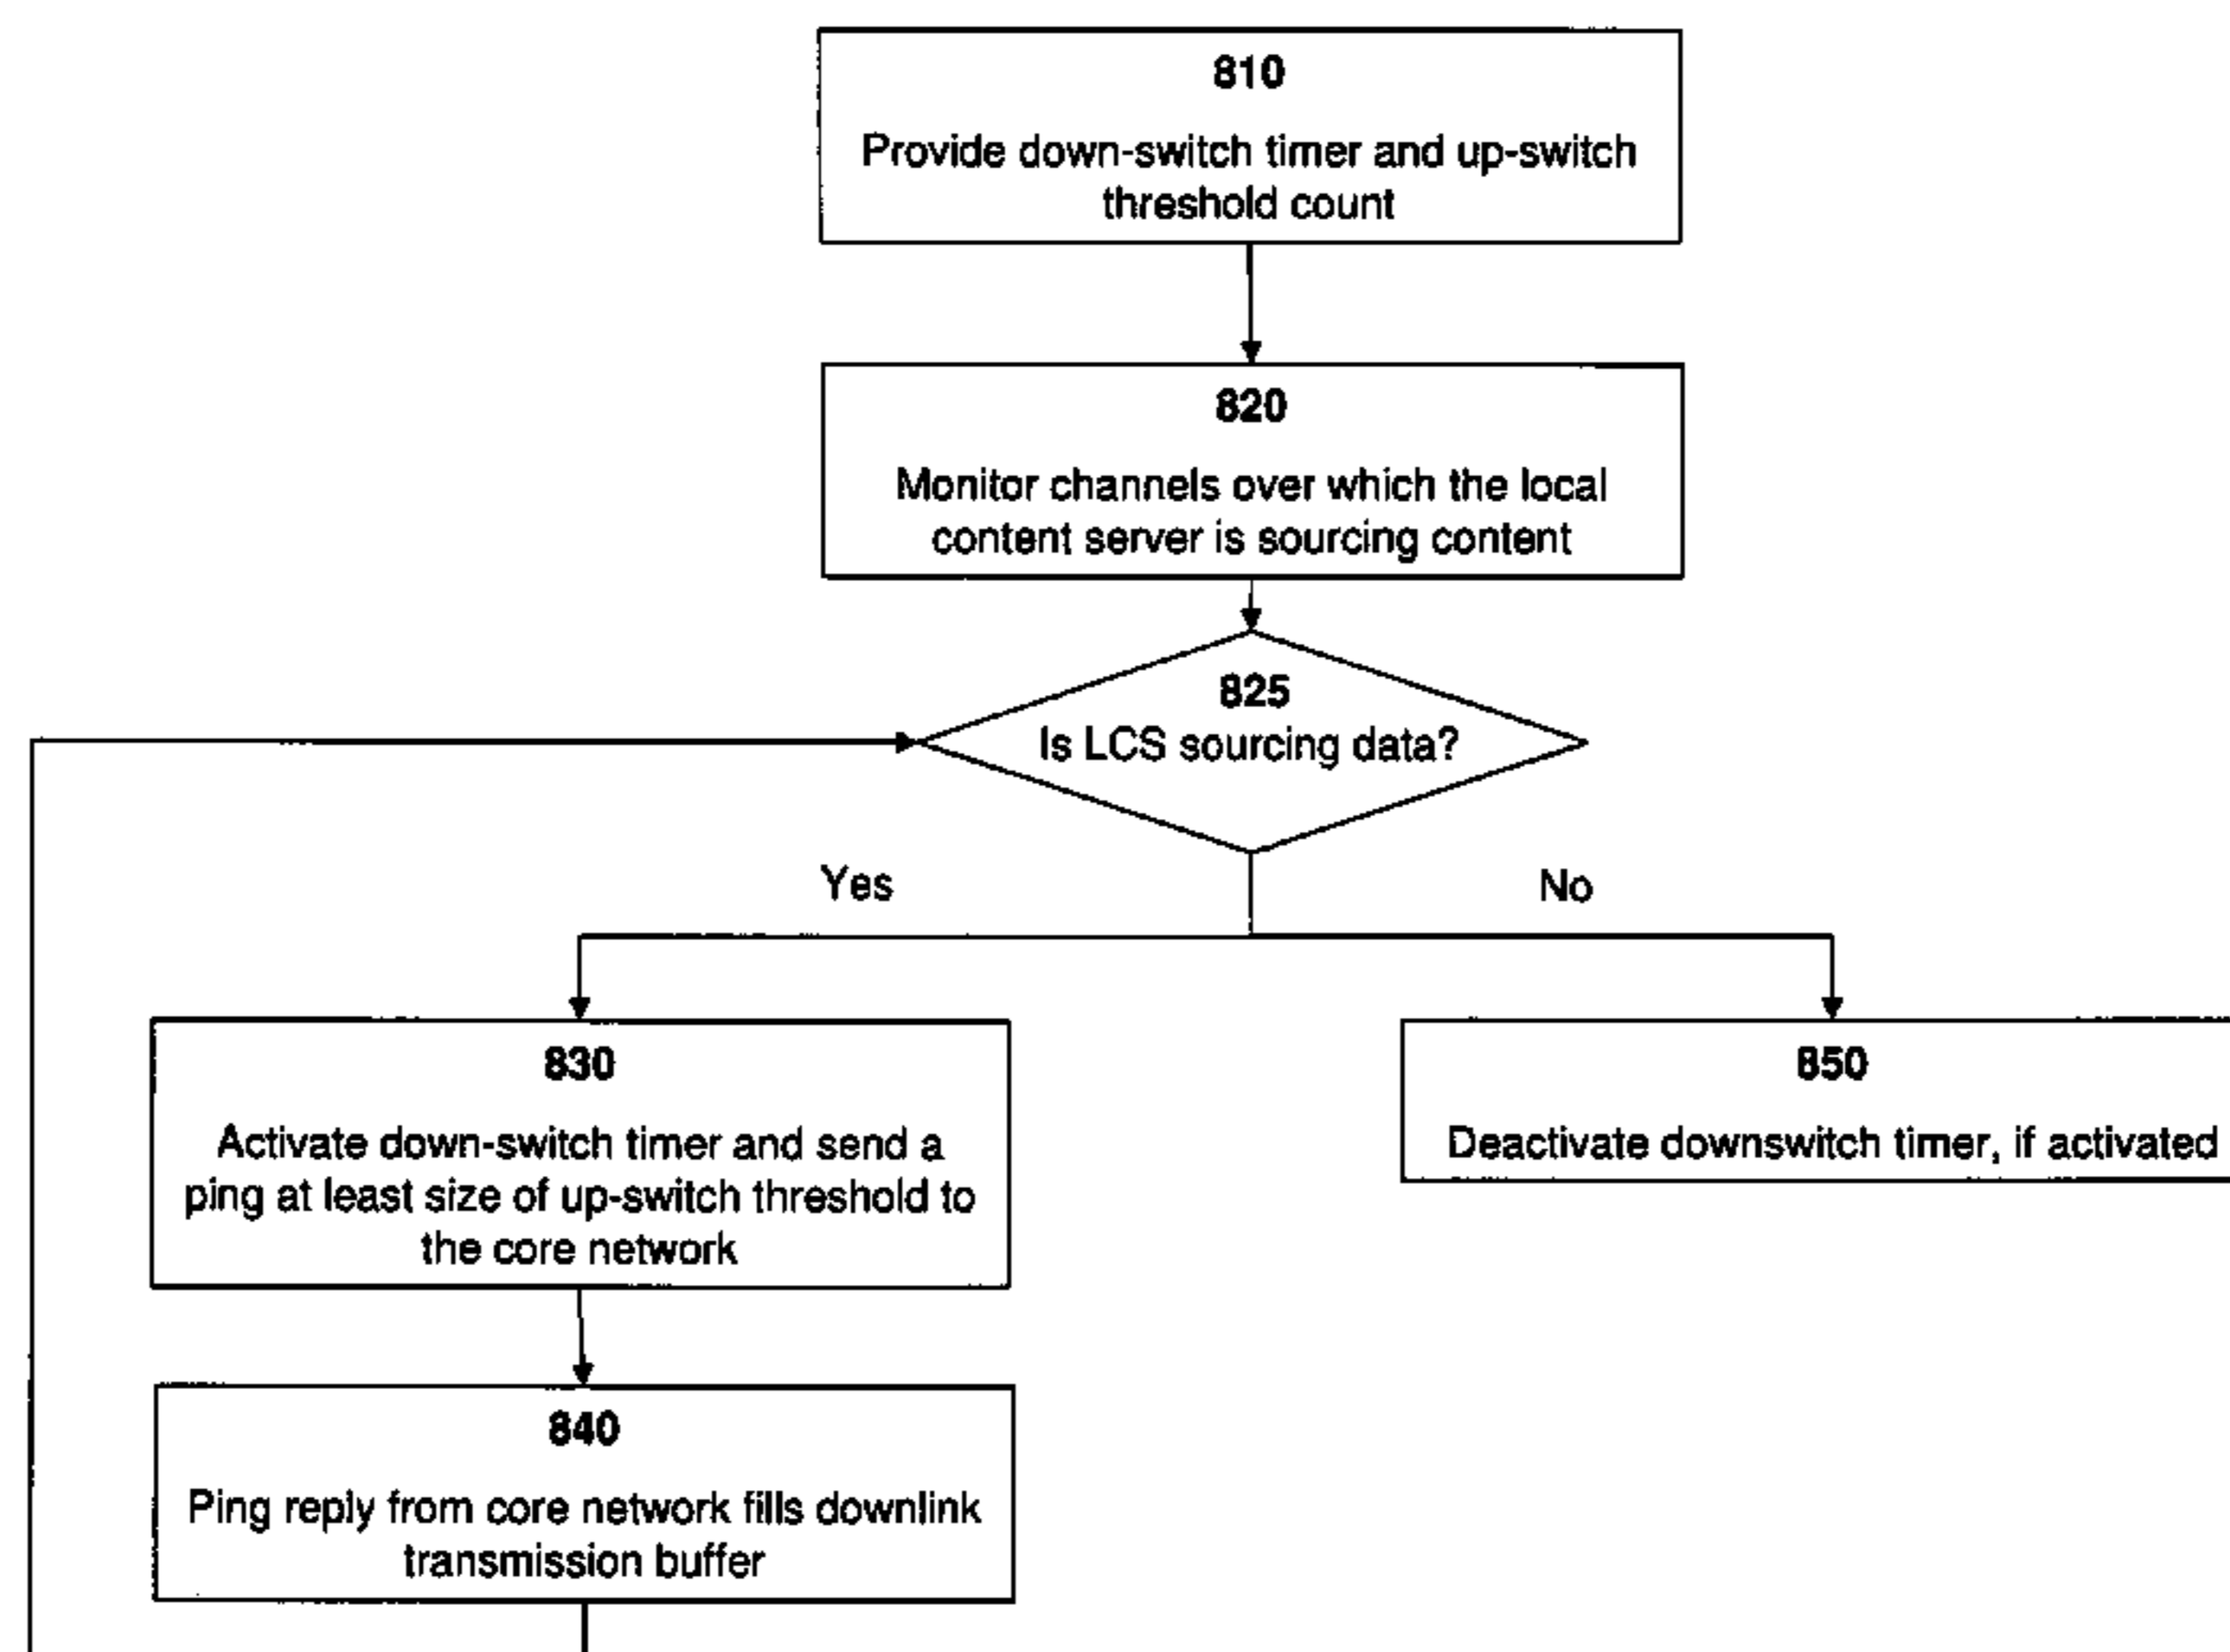 810
Provide down-switch timer and up-switch
threshold count
820
Monitor channels over which the local
content server is sourcing content
825
Is LCS sourcing data?
Yes
No
830
Activate down-switch timer and send a
ping at least size of up-switch threshold to
the core network
850
Deactivate downswitch timer, if activated
840
Ping reply from core network fills downlink
transmission buffer